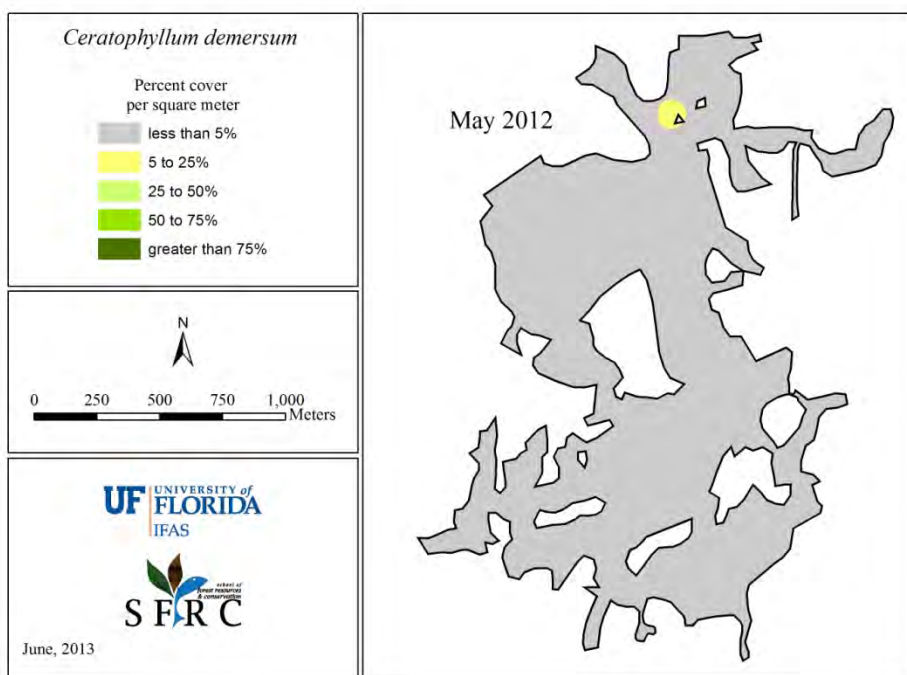 Ceratophyllum demersum
Percent cover
per square meter
less than 5%
5 to 25%
25 to 50%
50 to 75%
greater than 75%
N
0 250 500 750 1,000
Meters
UF UNIVERSITY of
FLORIDA
IFAS
school of
forest resources
& conservation
SFRC
June, 2013
May 2012